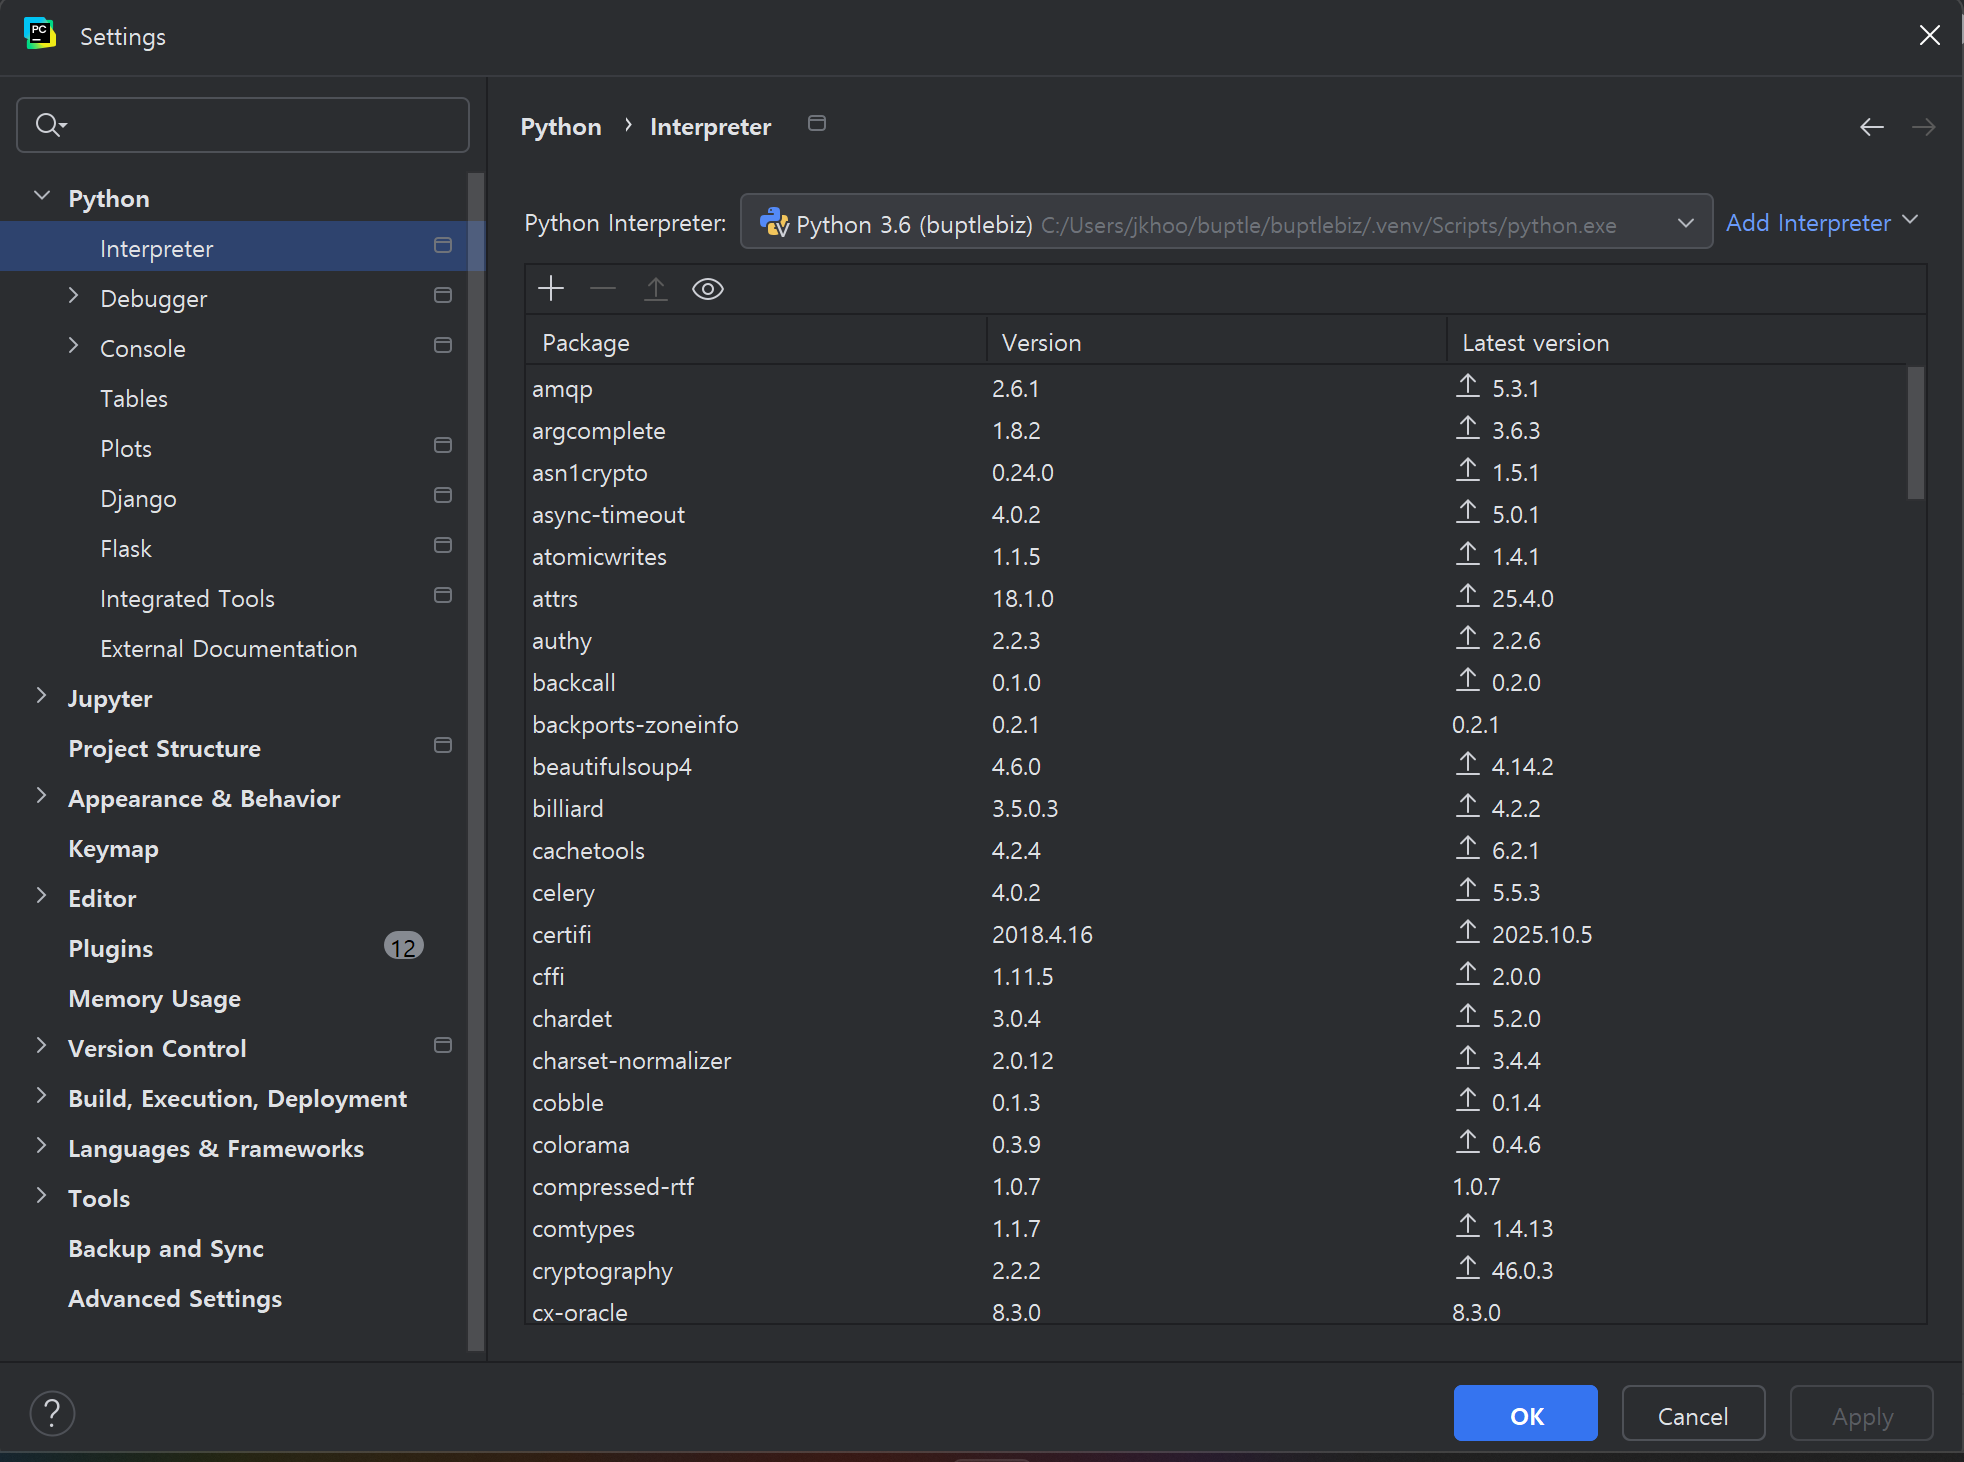 PC
Settings
Python
Interpreter
Debugger
Console
Tables
Plots
Django
Flask
Integrated Tools
External Documentation
Jupyter
Project Structure
Appearance & Behavior
Keymap
Editor
Plugins 12
Memory Usage
Version Control
Build, Execution, Deployment
Languages & Frameworks
Tools
Backup and Sync
Advanced Settings
Python › Interpreter
Python Interpreter: Python 3.6 (buptlebiz) C:/Users/jkhoo/buptle/buptlebiz/.venv/Scripts/python.exe Add Interpreter
Package Version Latest version
amqp 2.6.1 5.3.1
argcomplete 1.8.2 3.6.3
asn1crypto 0.24.0 1.5.1
async-timeout 4.0.2 5.0.1
atomicwrites 1.1.5 1.4.1
attrs 18.1.0 25.4.0
authy 2.2.3 2.2.6
backcall 0.1.0 0.2.0
backports-zoneinfo 0.2.1 0.2.1
beautifulsoup4 4.6.0 4.14.2
billiard 3.5.0.3 4.2.2
cachetools 4.2.4 6.2.1
celery 4.0.2 5.5.3
certifi 2018.4.16 2025.10.5
cffi 1.11.5 2.0.0
chardet 3.0.4 5.2.0
charset-normalizer 2.0.12 3.4.4
cobble 0.1.3 0.1.4
colorama 0.3.9 0.4.6
compressed-rtf 1.0.7 1.0.7
comtypes 1.1.7 1.4.13
cryptography 2.2.2 46.0.3
cx-oracle 8.3.0 8.3.0
? OK Cancel Apply